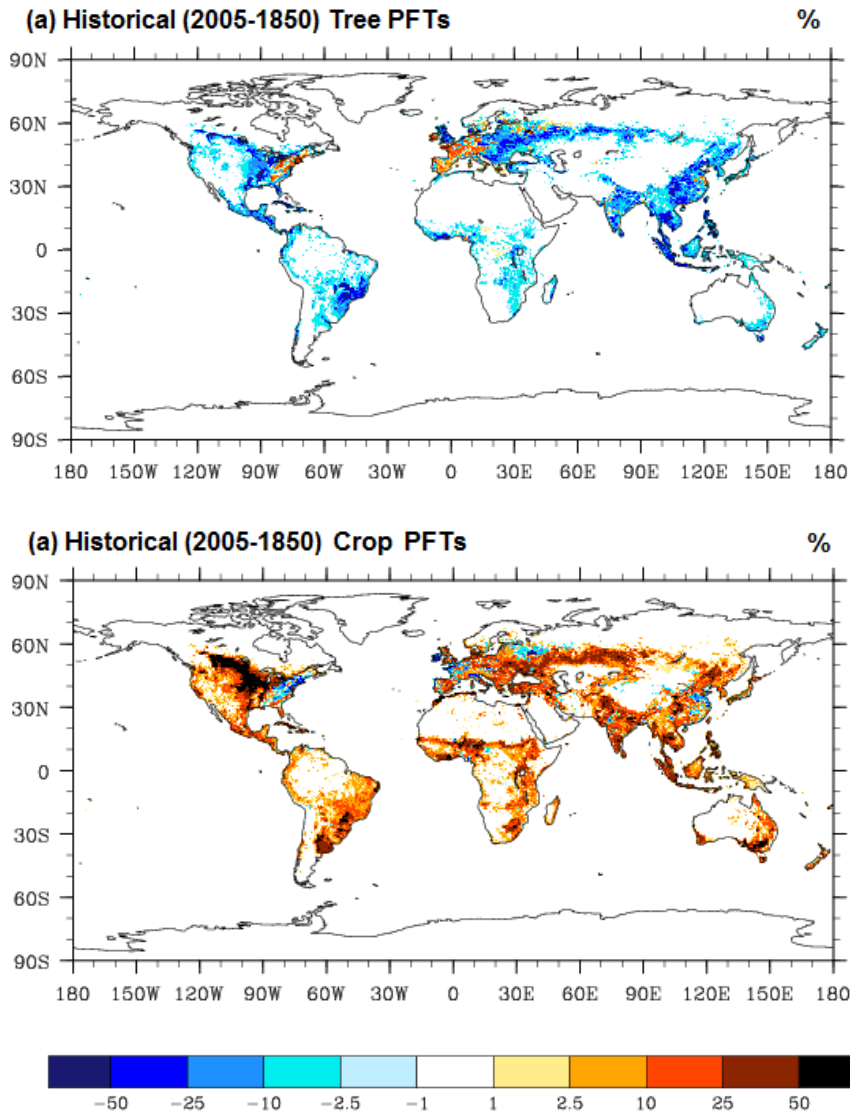 (a) Historical (2005-1850) Tree PFTs %
90N
60N
30N
0
30S
60S
90S
180 150W 120W 90W 60W 30W 0 30E 60E 90E 120E 150E 180
(a) Historical (2005-1850) Crop PFTs %
90N
60N
30N
0
30S
60S
90S
180 150W 120W 90W 60W 30W 0 30E 60E 90E 120E 150E 180
-50 -25 -10 -2.5 -1 1 2.5 10 25 50